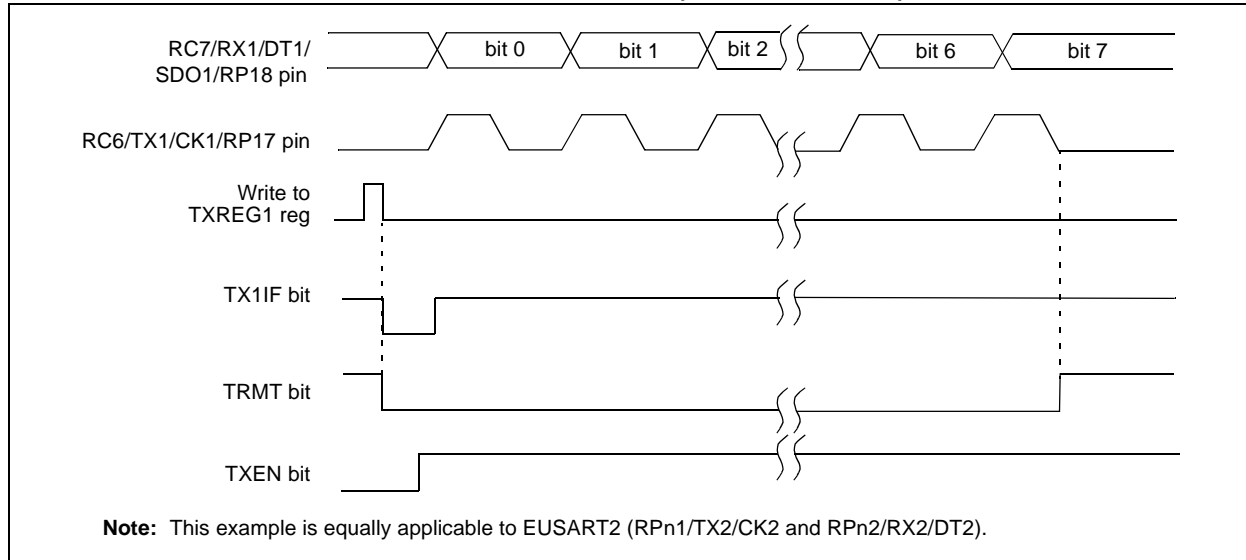 RC7/RX1/DT1/
SDO1/RP18 pin
bit 0
bit 1
bit 2
bit 6
bit 7
RC6/TX1/CK1/RP17 pin
Write to
TXREG1 reg
TX1IF bit
TRMT bit
TXEN bit
Note: This example is equally applicable to EUSART2 (RPn1/TX2/CK2 and RPn2/RX2/DT2).